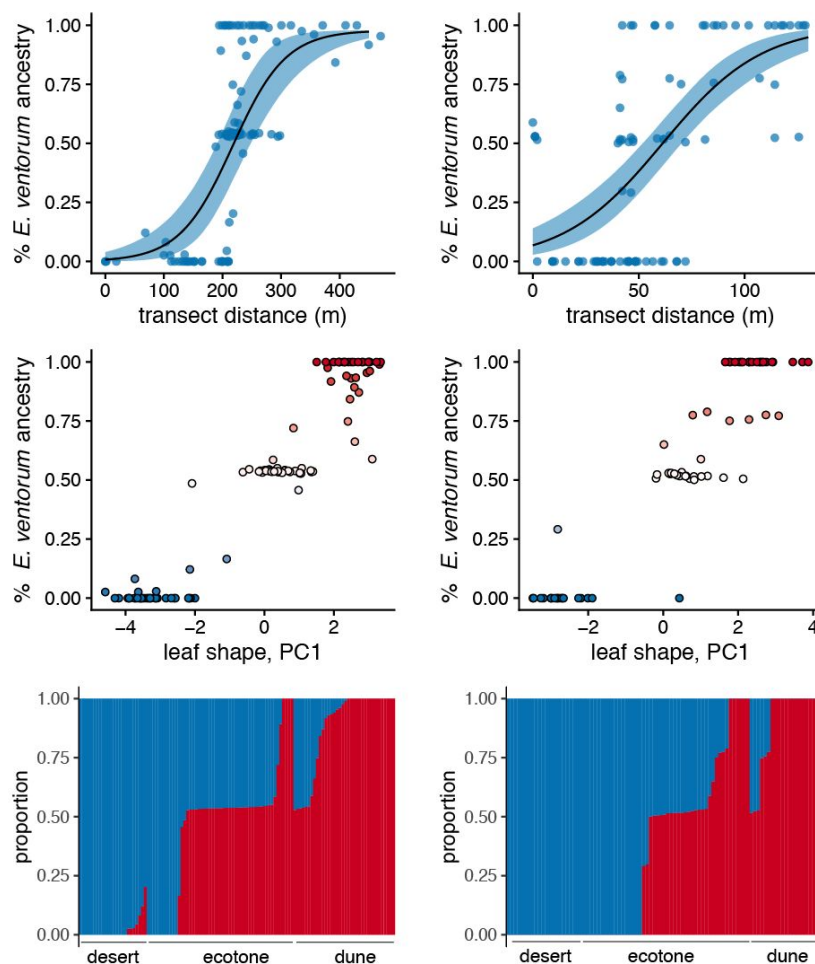 % E. ventorum ancestry
1.00
0.75
0.50
0.25
0.00
0 100 200 300 400
transect distance (m)
% E. ventorum ancestry
1.00
0.75
0.50
0.25
0.00
0 50 100
transect distance (m)
% E. ventorum ancestry
1.00
0.75
0.50
0.25
0.00
−4 −2 0 2
leaf shape, PC1
% E. ventorum ancestry
1.00
0.75
0.50
0.25
0.00
−2 0 2 4
leaf shape, PC1
proportion
1.00
0.75
0.50
0.25
0.00
desert ecotone dune
proportion
1.00
0.75
0.50
0.25
0.00
desert ecotone dune